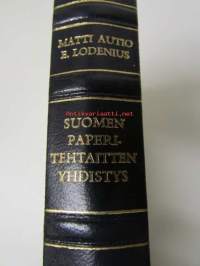 MATTI AUTIO
E. LODENIUS
SUOMEN
PAPERI-
TEHTAITTEN
YHDISTYS